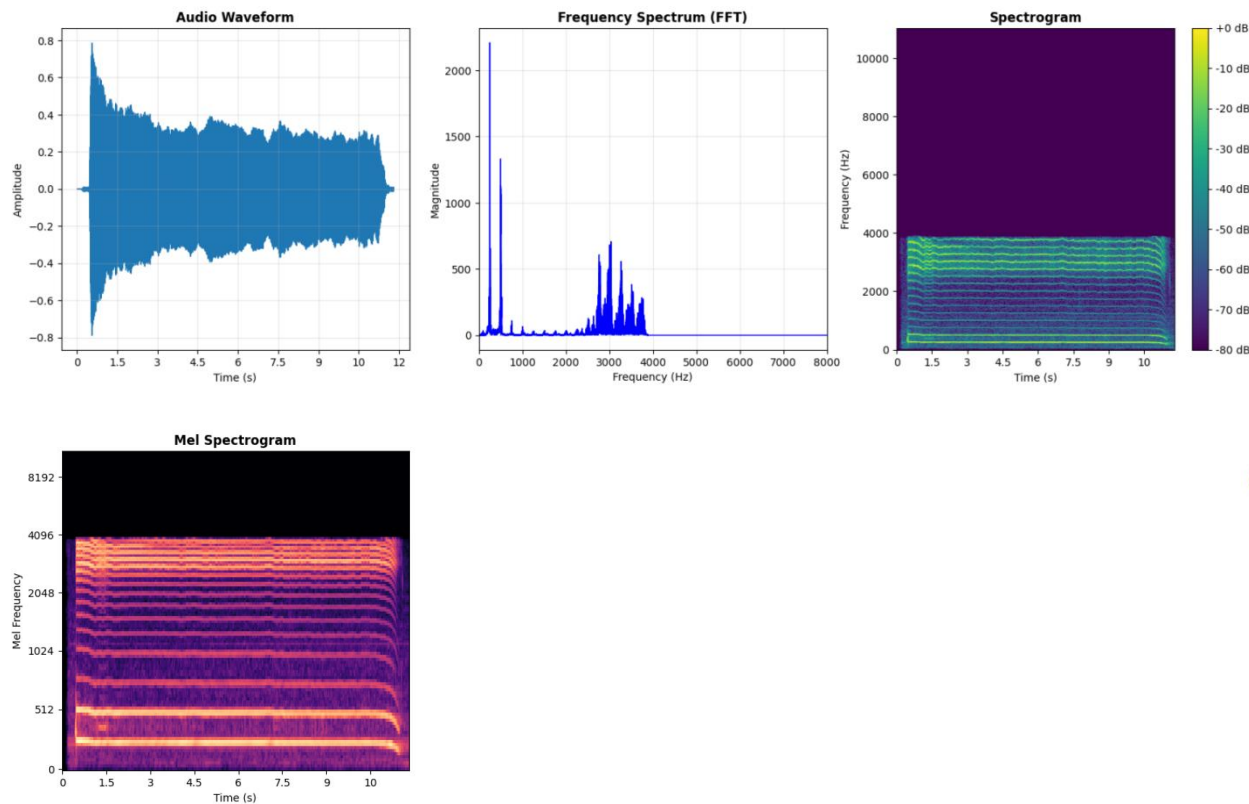 Audio Waveform
0.8
0.6
0.4
0.2
0.0
−0.2
−0.4
−0.6
−0.8
Amplitude
0 1.5 3 4.5 6 7.5 9 10.5 12
Time (s)
Frequency Spectrum (FFT)
2000
1500
1000
500
0
Magnitude
0 1000 2000 3000 4000 5000 6000 7000 8000
Frequency (Hz)
Spectrogram
10000
8000
6000
4000
2000
0
Frequency (Hz)
0 1.5 3 4.5 6 7.5 9 10
Time (s)
+0 dB
-10 dB
-20 dB
-30 dB
-40 dB
-50 dB
-60 dB
-70 dB
-80 dB
Mel Spectrogram
8192
4096
2048
1024
512
0
Mel Frequency
0 1.5 3 4.5 6 7.5 9 10
Time (s)